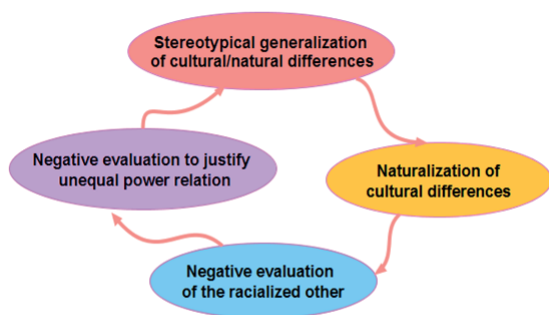 Stereotypical generalization
of cultural/natural differences
Naturalization of
cultural differences
Negative evaluation
of the racialized other
Negative evaluation to justify
unequal power relation